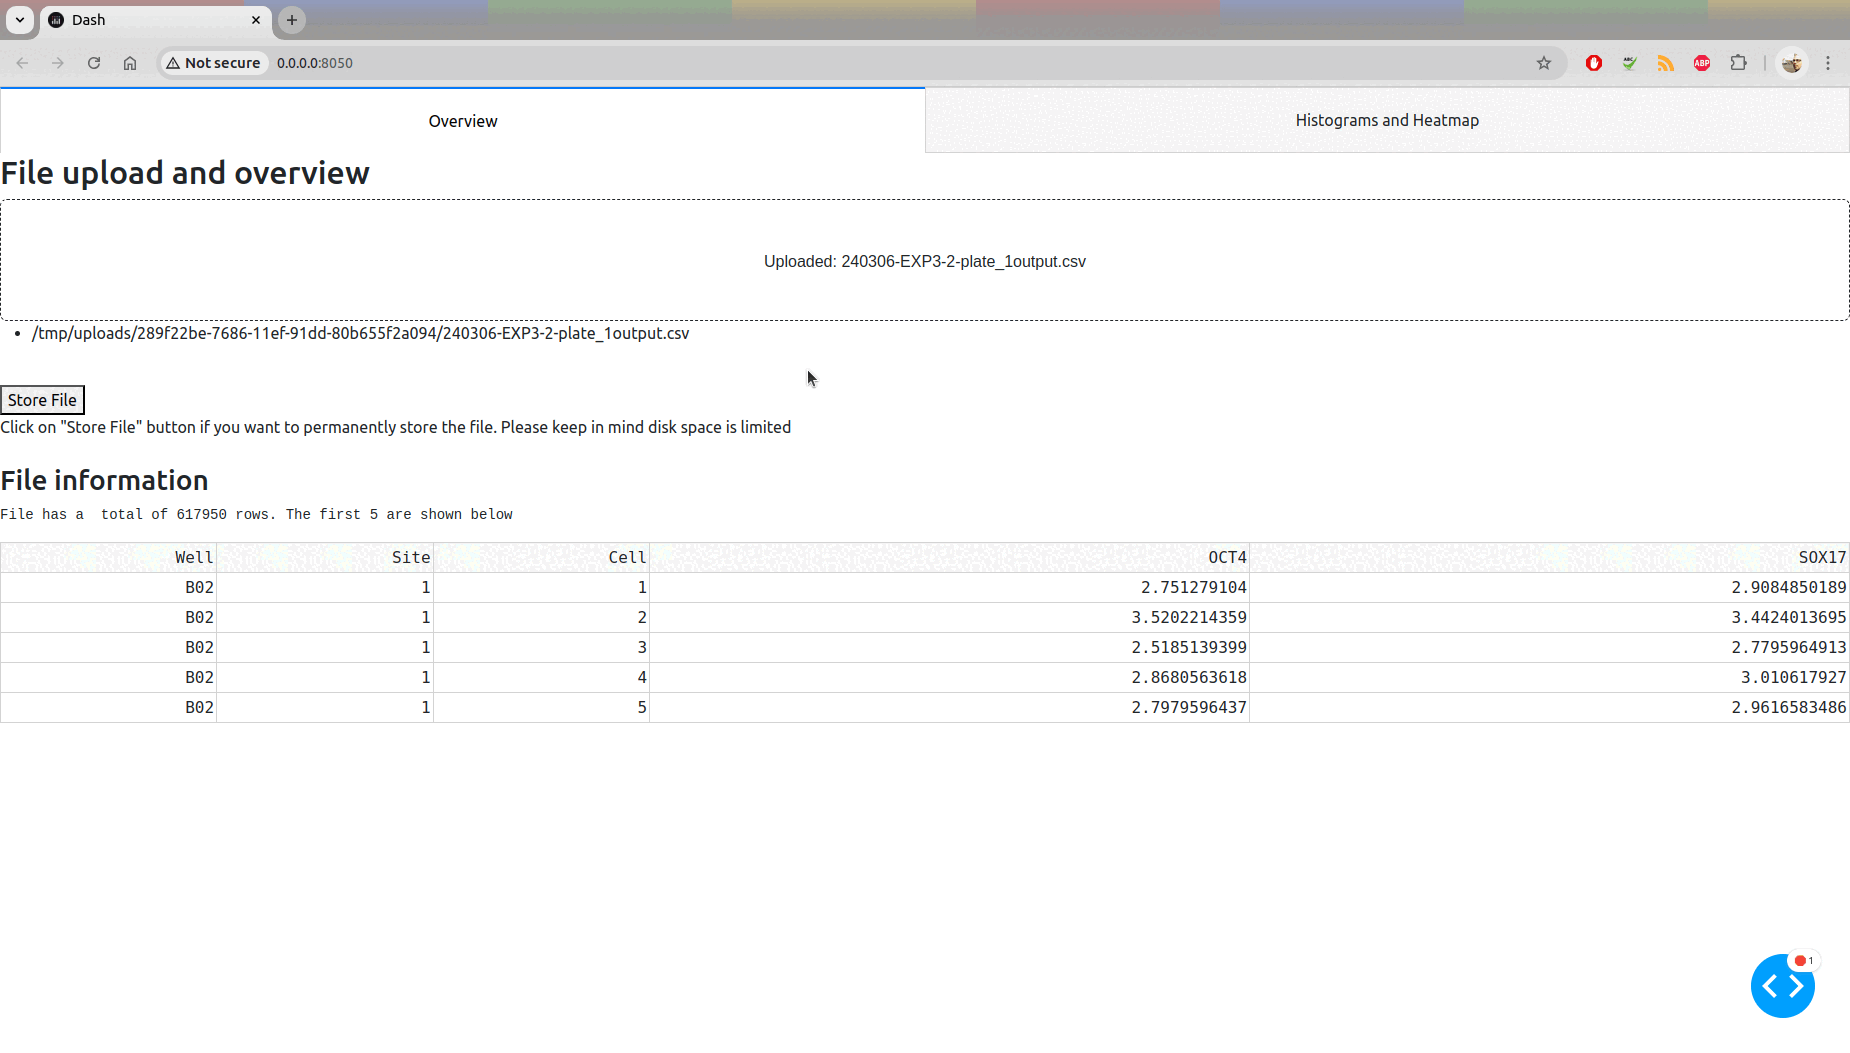 Dash
Not secure 0.0.0.0:8050
ABP
Overview Histograms and Heatmap
File upload and overview
Uploaded: 240306-EXP3-2-plate_1output.csv
• /tmp/uploads/289f22be-7686-11ef-91dd-80b655f2a094/240306-EXP3-2-plate_1output.csv
Store File
Click on "Store File" button if you want to permanently store the file. Please keep in mind disk space is limited
File information
File has a  total of 617950 rows. The first 5 are shown below
Well Site Cell OCT4 SOX17
B02 1 1 2.751279104 2.9084850189
B02 1 2 3.5202214359 3.4424013695
B02 1 3 2.5185139399 2.7795964913
B02 1 4 2.8680563618 3.010617927
B02 1 5 2.7979596437 2.9616583486
1